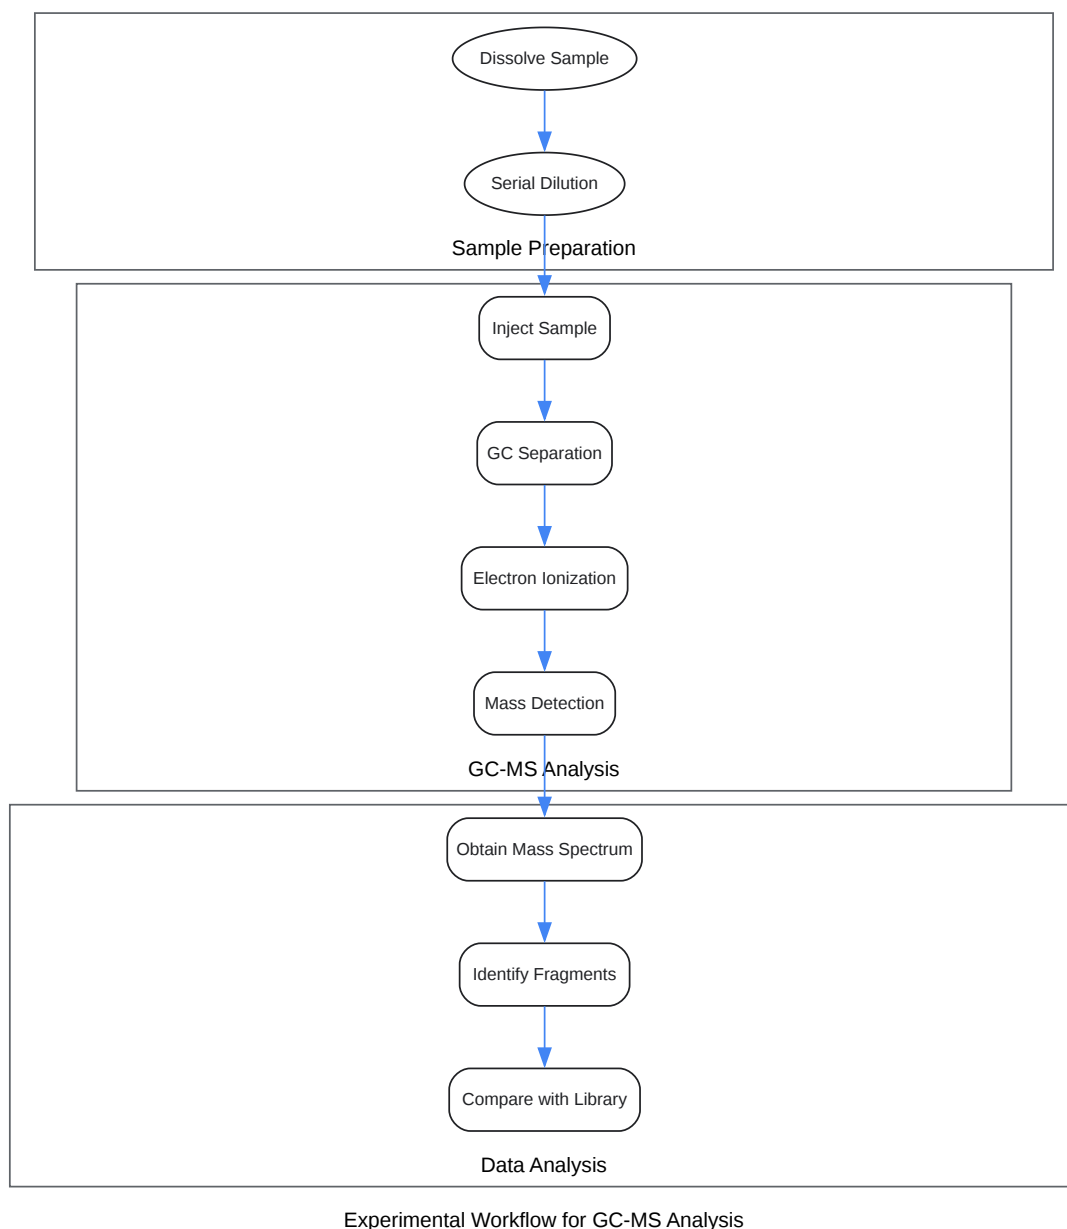 Dissolve Sample
Serial Dilution
Sample Preparation
Inject Sample
GC Separation
Electron Ionization
Mass Detection
GC-MS Analysis
Obtain Mass Spectrum
Identify Fragments
Compare with Library
Data Analysis
Experimental Workflow for GC-MS Analysis